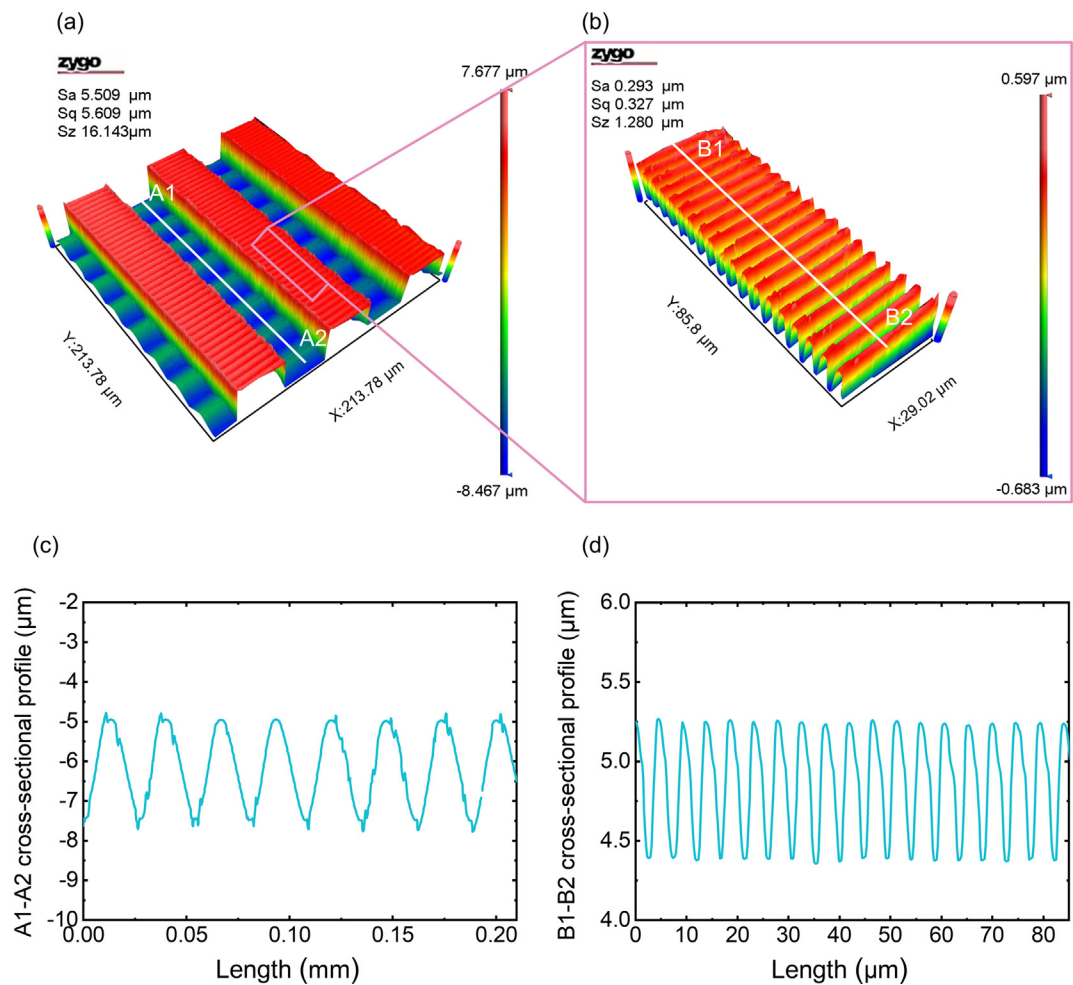 (a)
zygo
Sa 5.509 µm
Sq 5.609 µm
Sz 16.143µm
7.677 µm
-8.467 µm
A1
A2
Y:213.78 µm
X:213.78 µm
(b)
zygo
Sa 0.293 µm
Sq 0.327 µm
Sz 1.280 µm
0.597 µm
-0.683 µm
B1
B2
Y:85.8 µm
X:29.02 µm
(c)
A1-A2 cross-sectional profile (µm)
-2
-3
-4
-5
-6
-7
-8
-9
-10
0.00 0.05 0.10 0.15 0.20
Length (mm)
(d)
B1-B2 cross-sectional profile (µm)
6.0
5.5
5.0
4.5
4.0
0 10 20 30 40 50 60 70 80
Length (µm)